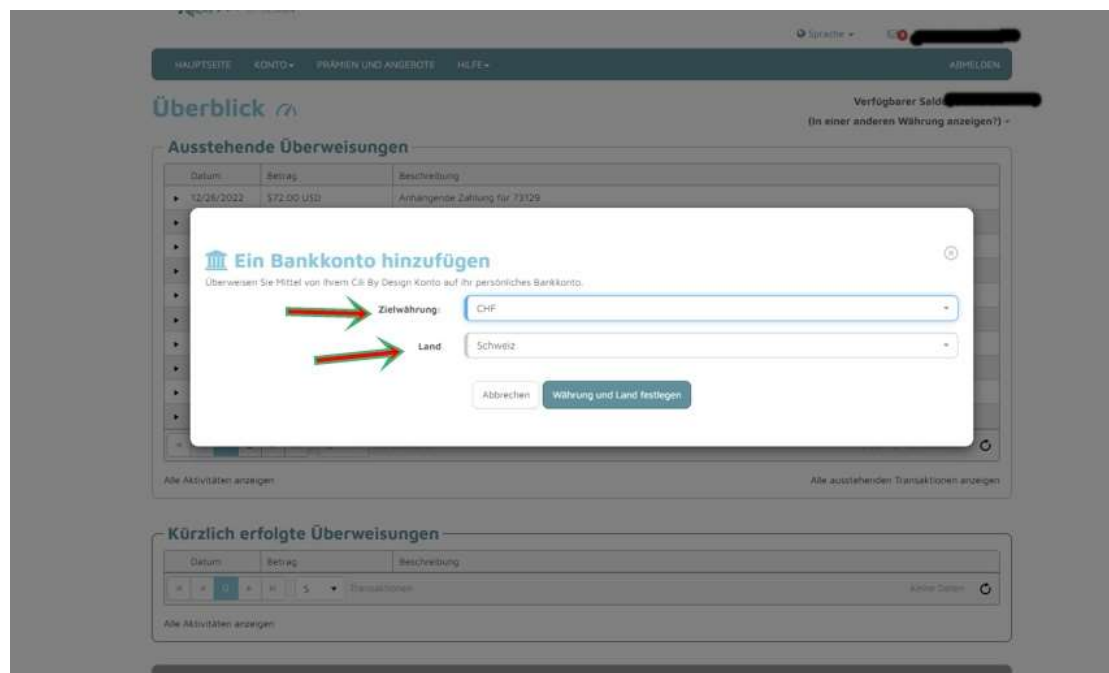 Sprache
HAUPTSEITE KONTO PRÄMIEN UND ANGEBOTE HILFE ABMELDEN
Überblick
Verfügbarer Saldo
(In einer anderen Währung anzeigen?)
Ausstehende Überweisungen
Datum Betrag Beschreibung
12/26/2022 $72.00 USD Anhängende Zahlung für 73129
Ein Bankkonto hinzufügen
Überweisen Sie Mittel von Ihrem Cili By Design Konto auf Ihr persönliches Bankkonto.
Zielwährung: CHF
Land Schweiz
Abbrechen Währung und Land festlegen
Alle Aktivitäten anzeigen Alle ausstehenden Transaktionen anzeigen
Kürzlich erfolgte Überweisungen
Datum Betrag Beschreibung
0 5 Transaktionen Keine Daten
Alle Aktivitäten anzeigen